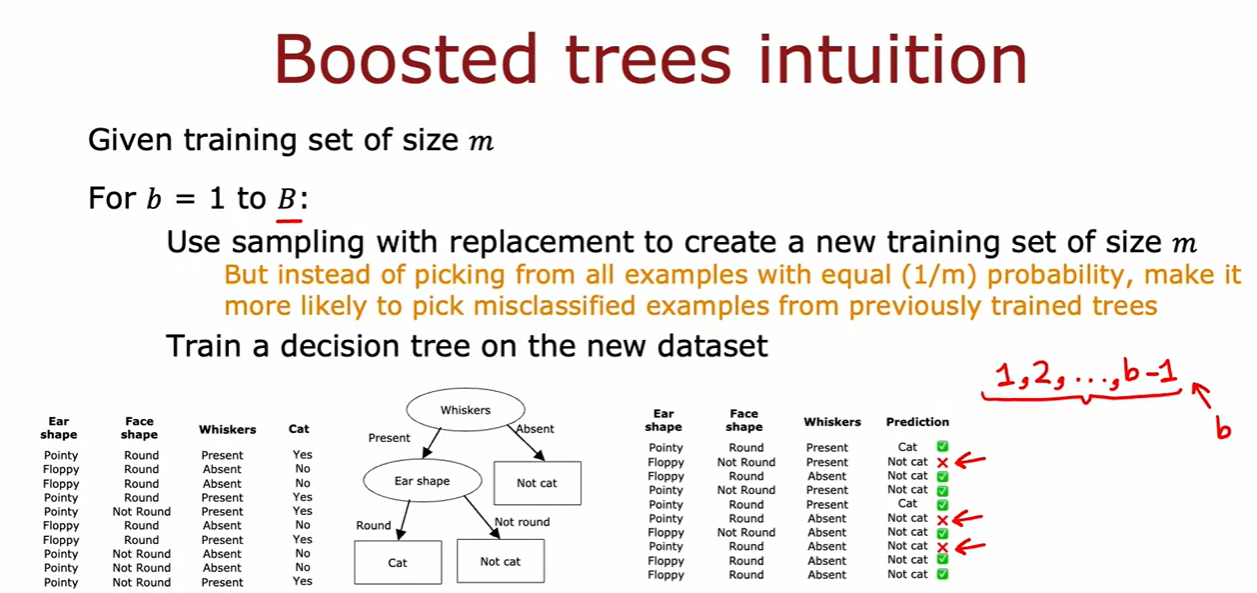 Boosted trees intuition
Given training set of size m
For b = 1 to B:
Use sampling with replacement to create a new training set of size m
But instead of picking from all examples with equal (1/m) probability, make it
more likely to pick misclassified examples from previously trained trees
Train a decision tree on the new dataset
1, 2, ..., b-1
b
Ear shape Face shape Whiskers Cat
Pointy Round Present Yes
Floppy Round Absent No
Floppy Round Absent No
Pointy Round Present Yes
Pointy Not Round Present Yes
Floppy Round Absent No
Floppy Round Present Yes
Pointy Not Round Absent No
Pointy Not Round Absent No
Pointy Not Round Present Yes
Whiskers
Present
Absent
Ear shape
Not cat
Round
Not round
Cat
Not cat
Ear shape Face shape Whiskers Prediction
Pointy Round Present Cat ✅
Floppy Not Round Present Not cat ✗
Floppy Round Absent Not cat ✅
Pointy Not Round Present Not cat ✅
Pointy Round Present Cat ✅
Pointy Round Absent Not cat ✗
Floppy Not Round Absent Not cat ✅
Pointy Round Absent Not cat ✗
Floppy Round Absent Not cat ✅
Floppy Round Absent Not cat ✅